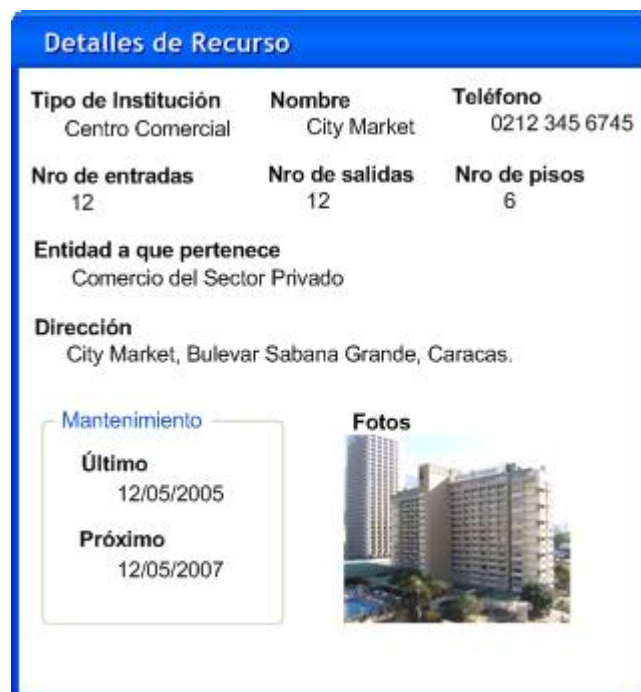 Detalles de Recurso
Tipo de Institución Nombre Teléfono
Centro Comercial City Market 0212 345 6745
Nro de entradas Nro de salidas Nro de pisos
12 12 6
Entidad a que pertenece
Comercio del Sector Privado
Dirección
City Market, Bulevar Sabana Grande, Caracas.
Mantenimiento Fotos
Último
12/05/2005
Próximo
12/05/2007